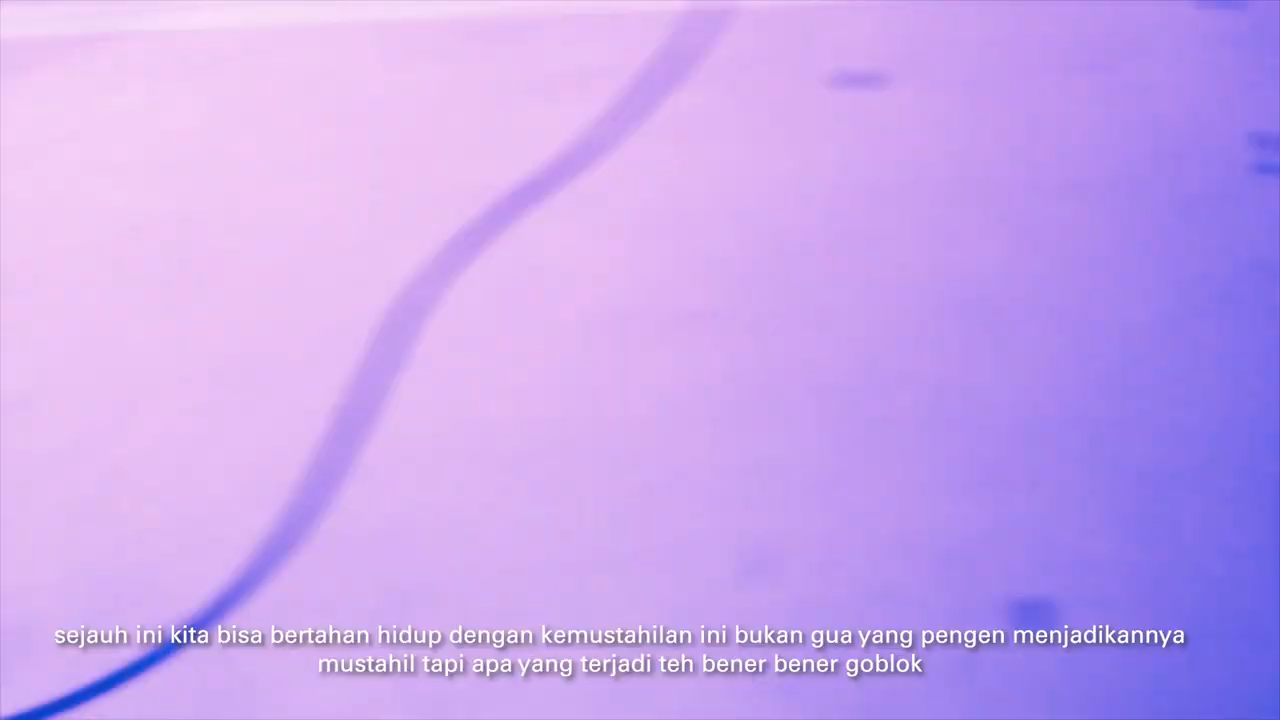 sejauh ini kita bisa bertahan hidup dengan kemustahilan ini bukan gua yang pengen menjadikannya
mustahil tapi apa yang terjadi teh bener bener goblok